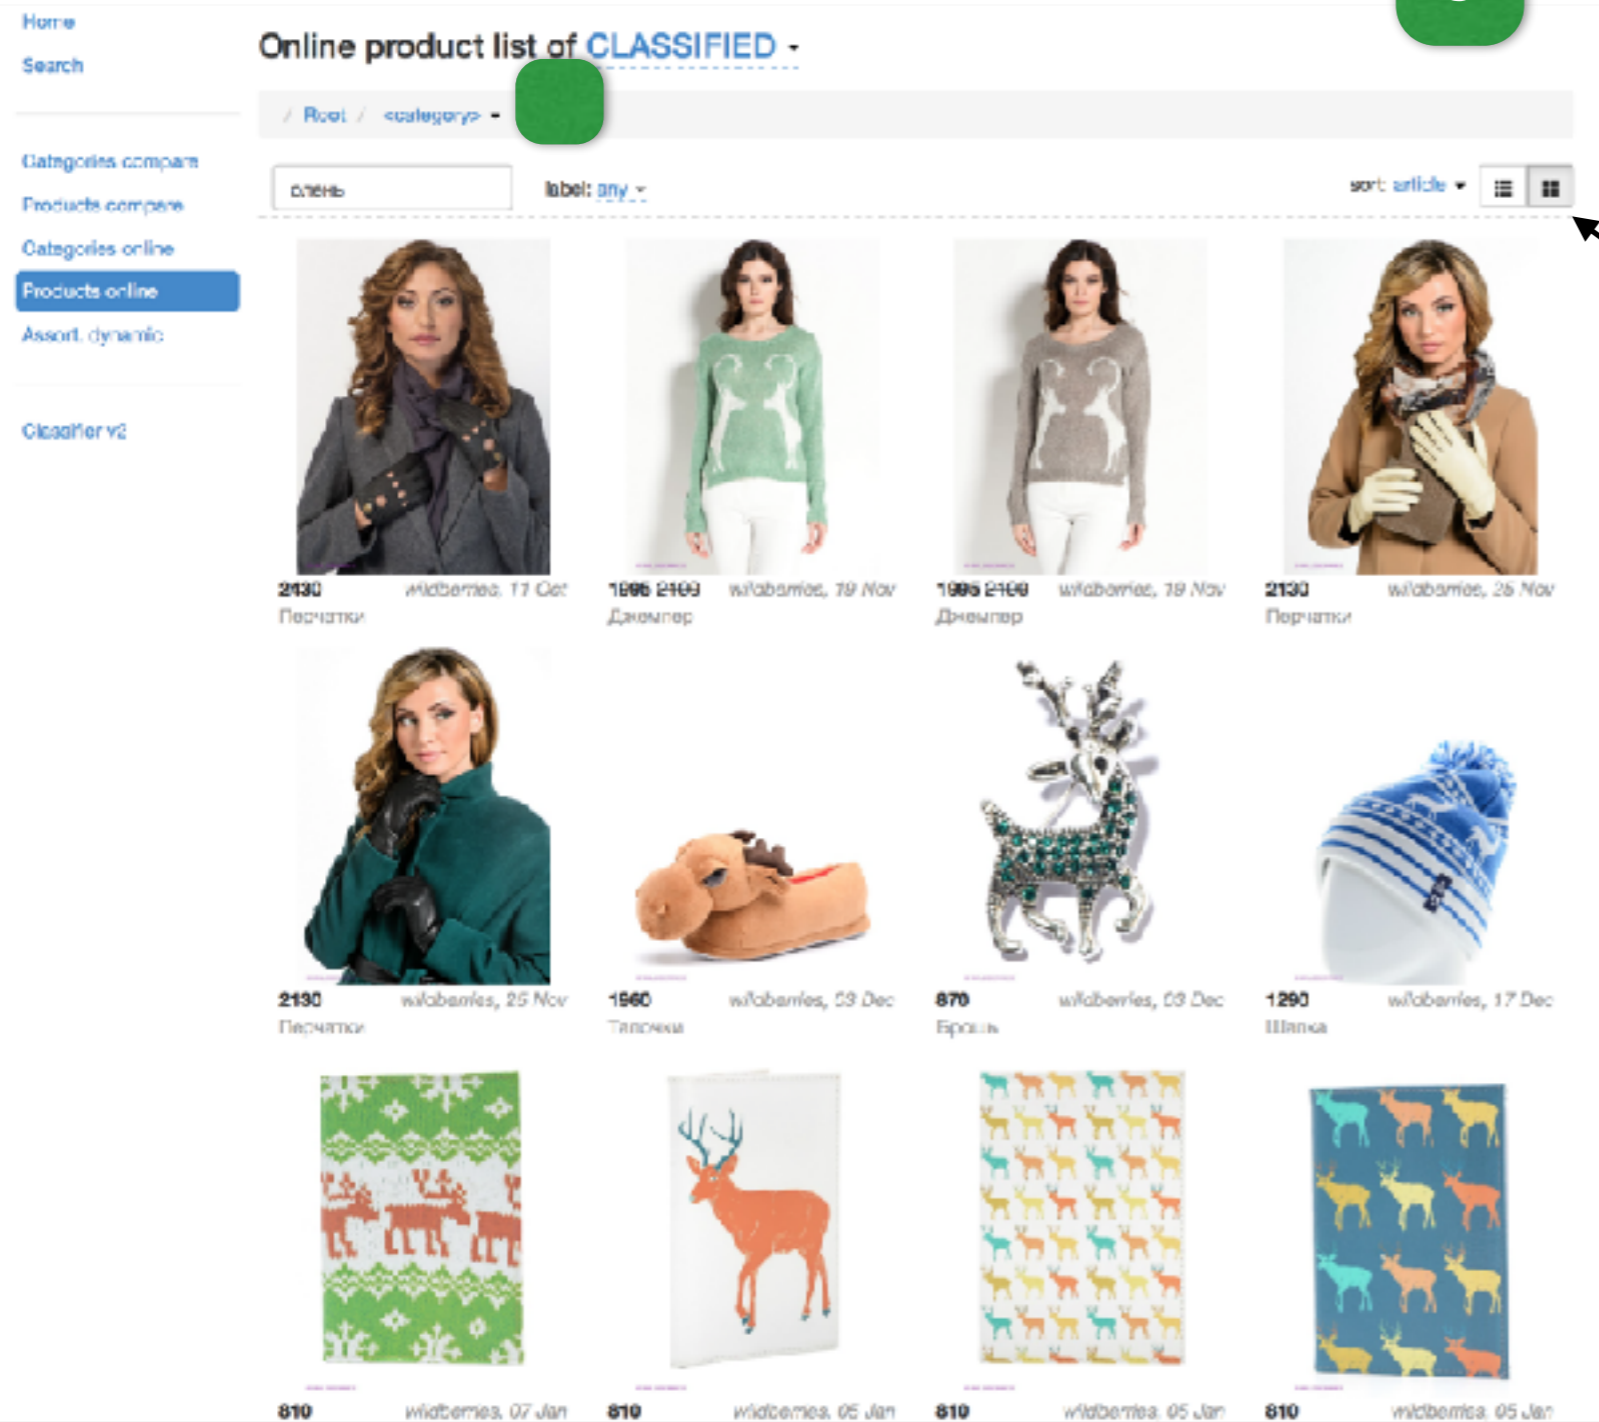 Home
Search
Categories compare
Products compare
Categories online
Products online
Assort. dynamic
Classifier v2
Online product list of CLASSIFIED
/ Root / <category>
олень
label: any
sort: article
2130 wildberries, 11 Oct
Перчатки
1995 2100 wildberries, 19 Nov
Джемпер
1995 2100 wildberries, 19 Nov
Джемпер
2130 wildberries, 25 Nov
Перчатки
2130 wildberries, 25 Nov
Перчатки
1960 wildberries, 03 Dec
Тапочки
870 wildberries, 03 Dec
Брошь
1290 wildberries, 17 Dec
Шапка
810 wildberries, 07 Jan
810 wildberries, 05 Jan
810 wildberries, 05 Jan
810 wildberries, 05 Jan